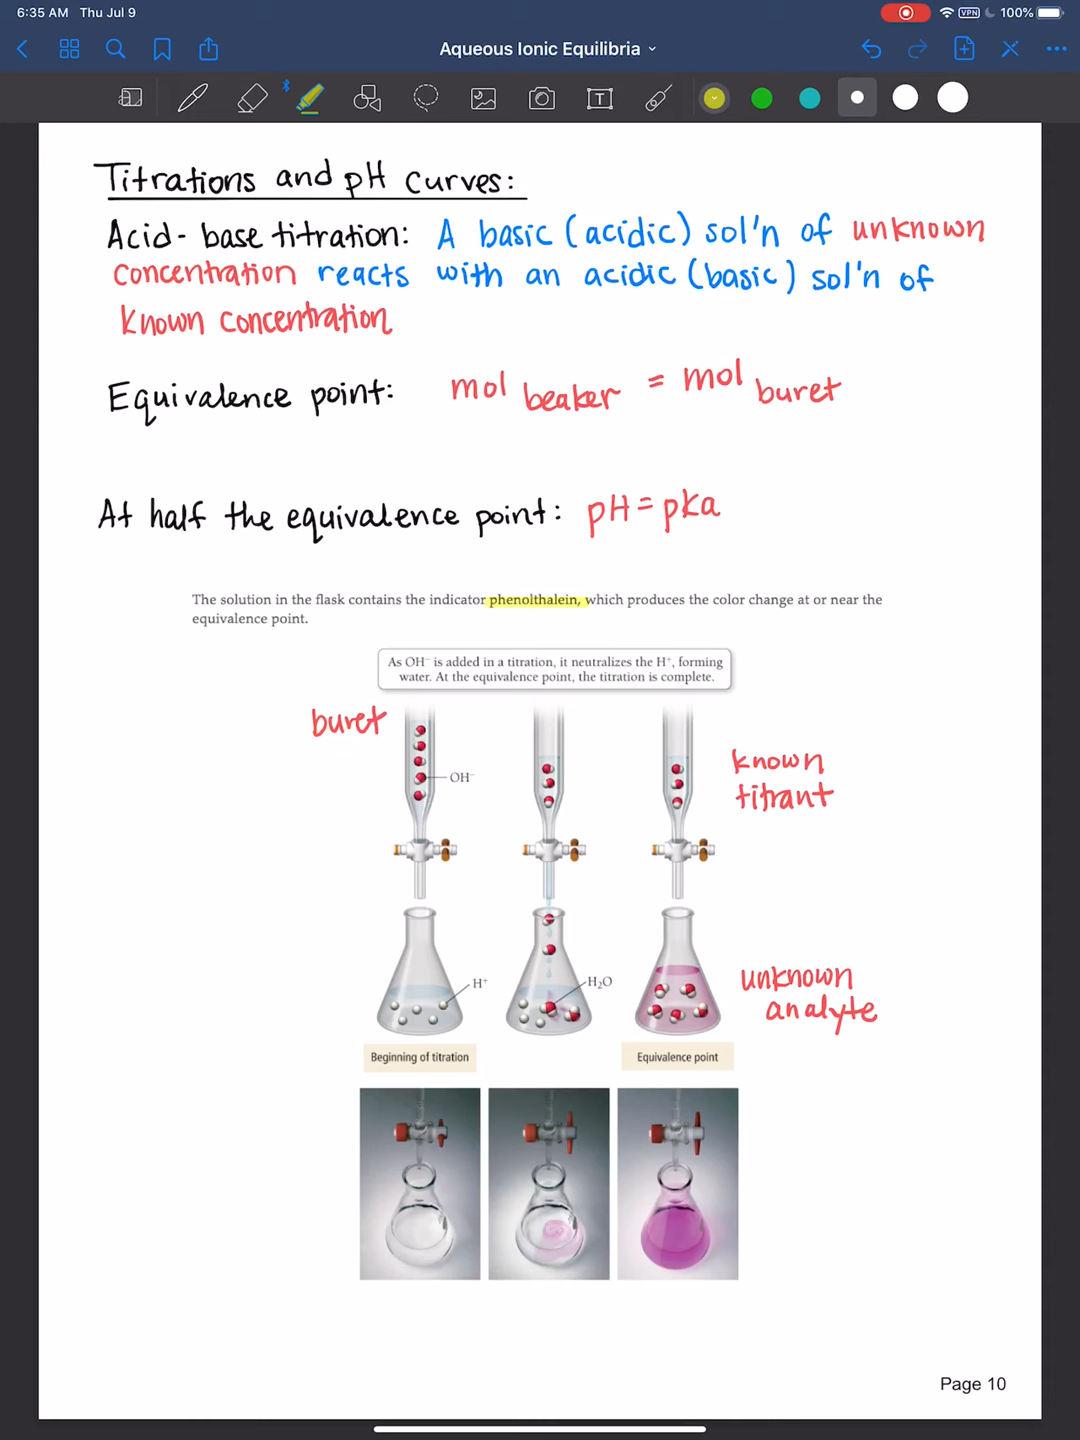 6:35 AM Thu Jul 9
VPN 100%
Aqueous Ionic Equilibria
T
Titrations and pH curves:
Acid-base titration: A basic (acidic) sol'n of unknown
concentration reacts with an acidic (basic) sol'n of
known concentration
Equivalence point: mol beaker = mol buret
At half the equivalence point: pH = pka
The solution in the flask contains the indicator phenolthalein, which produces the color change at or near the
equivalence point.
As OH⁻ is added in a titration, it neutralizes the H⁺, forming
water. At the equivalence point, the titration is complete.
buret
OH⁻
known
titrant
H⁺
H₂O
unknown
analyte
Beginning of titration
Equivalence point
Page 10